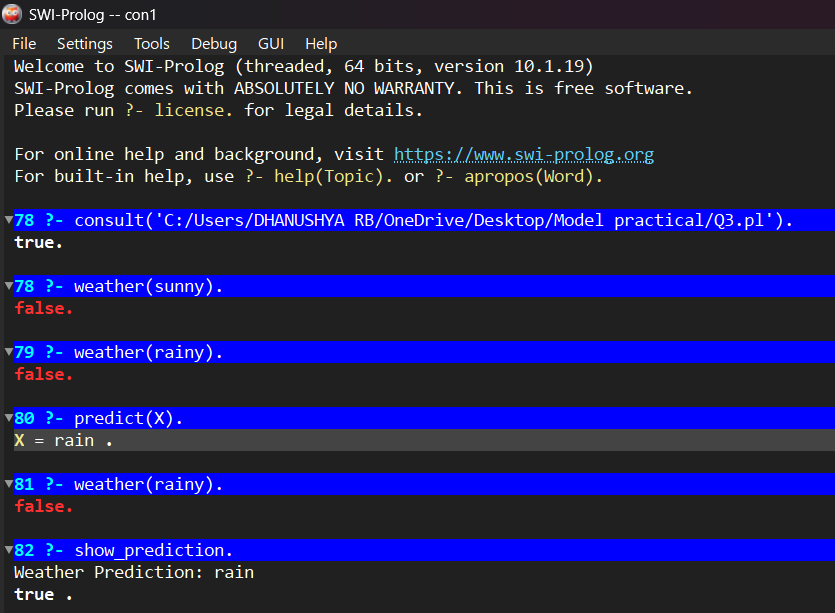 SWI-Prolog -- con1
File Settings Tools Debug GUI Help
Welcome to SWI-Prolog (threaded, 64 bits, version 10.1.19)
SWI-Prolog comes with ABSOLUTELY NO WARRANTY. This is free software.
Please run ?- license. for legal details.
For online help and background, visit https://www.swi-prolog.org
For built-in help, use ?- help(Topic). or ?- apropos(Word).
78 ?- consult('C:/Users/DHANUSHYA RB/OneDrive/Desktop/Model practical/Q3.pl').
true.
78 ?- weather(sunny).
false.
79 ?- weather(rainy).
false.
80 ?- predict(X).
X = rain .
81 ?- weather(rainy).
false.
82 ?- show_prediction.
Weather Prediction: rain
true .